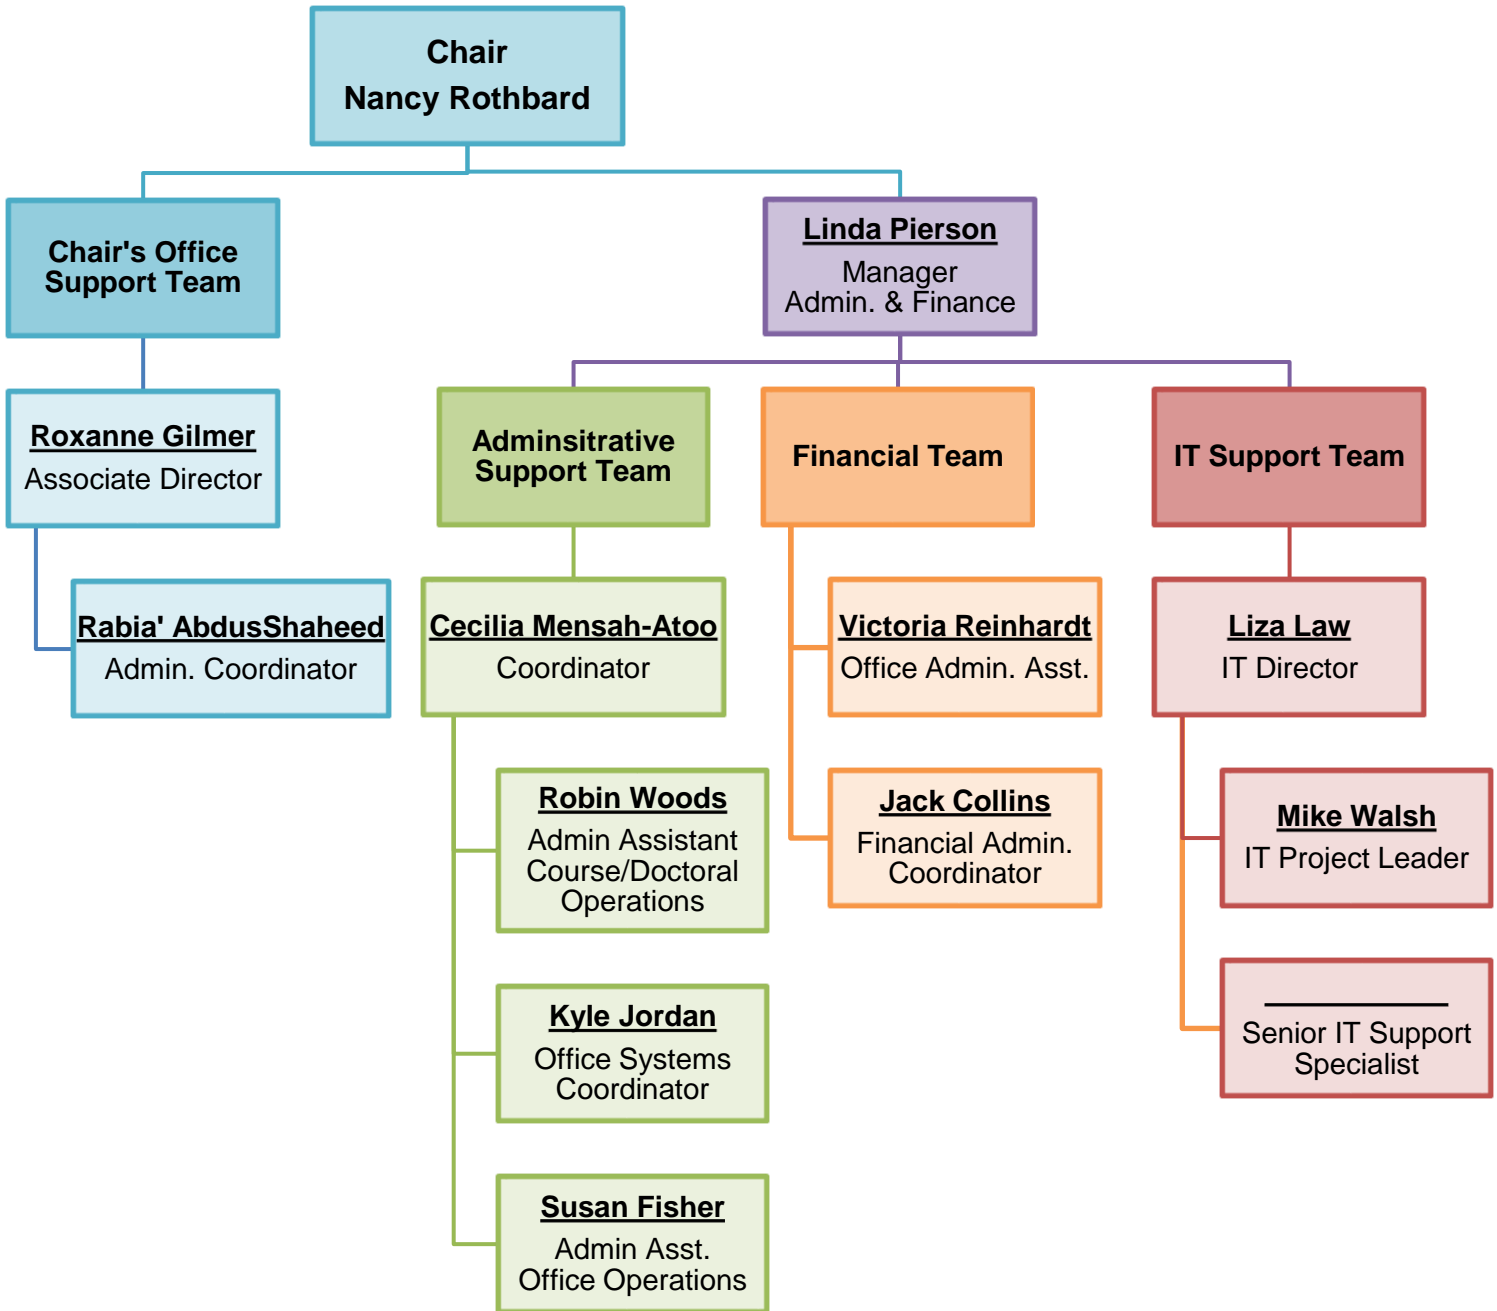 Chair
Nancy Rothbard
Chair's Office
Support Team
Linda Pierson
Manager
Admin. & Finance
Roxanne Gilmer
Associate Director
Rabia' AbdusShaheed
Admin. Coordinator
Adminsitrative
Support Team
Cecilia Mensah-Atoo
Coordinator
Robin Woods
Admin Assistant
Course/Doctoral
Operations
Kyle Jordan
Office Systems
Coordinator
Susan Fisher
Admin Asst.
Office Operations
Financial Team
Victoria Reinhardt
Office Admin. Asst.
Jack Collins
Financial Admin.
Coordinator
IT Support Team
Liza Law
IT Director
Mike Walsh
IT Project Leader
___________
Senior IT Support
Specialist